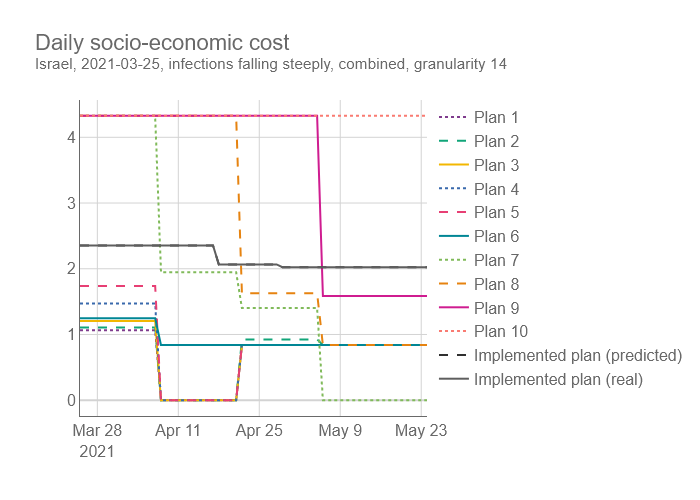 Daily socio-economic cost
Israel, 2021-03-25, infections falling steeply, combined, granularity 14
4
3
2
1
0
Mar 28
2021
Apr 11
Apr 25
May 9
May 23
Plan 1
Plan 2
Plan 3
Plan 4
Plan 5
Plan 6
Plan 7
Plan 8
Plan 9
Plan 10
Implemented plan (predicted)
Implemented plan (real)